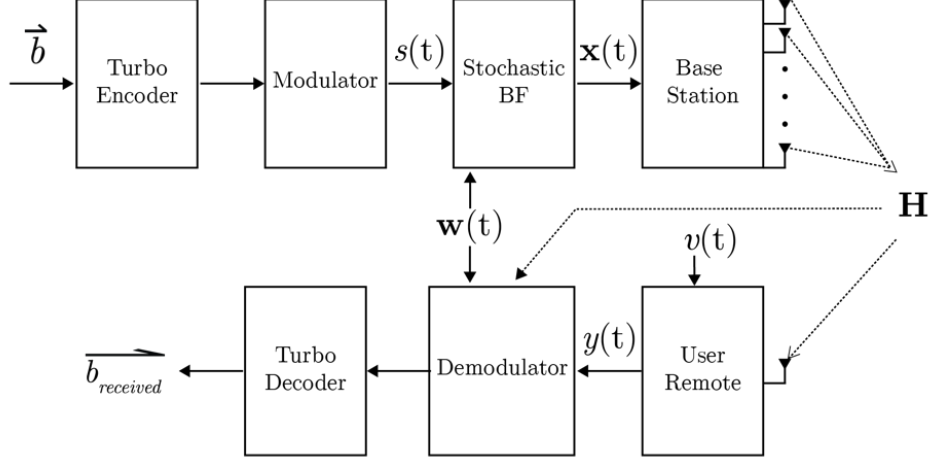 b⃗
Turbo
Encoder
Modulator
s(t)
Stochastic
BF
x(t)
Base
Station
H
w(t)
v(t)
b_received
Turbo
Decoder
Demodulator
y(t)
User
Remote